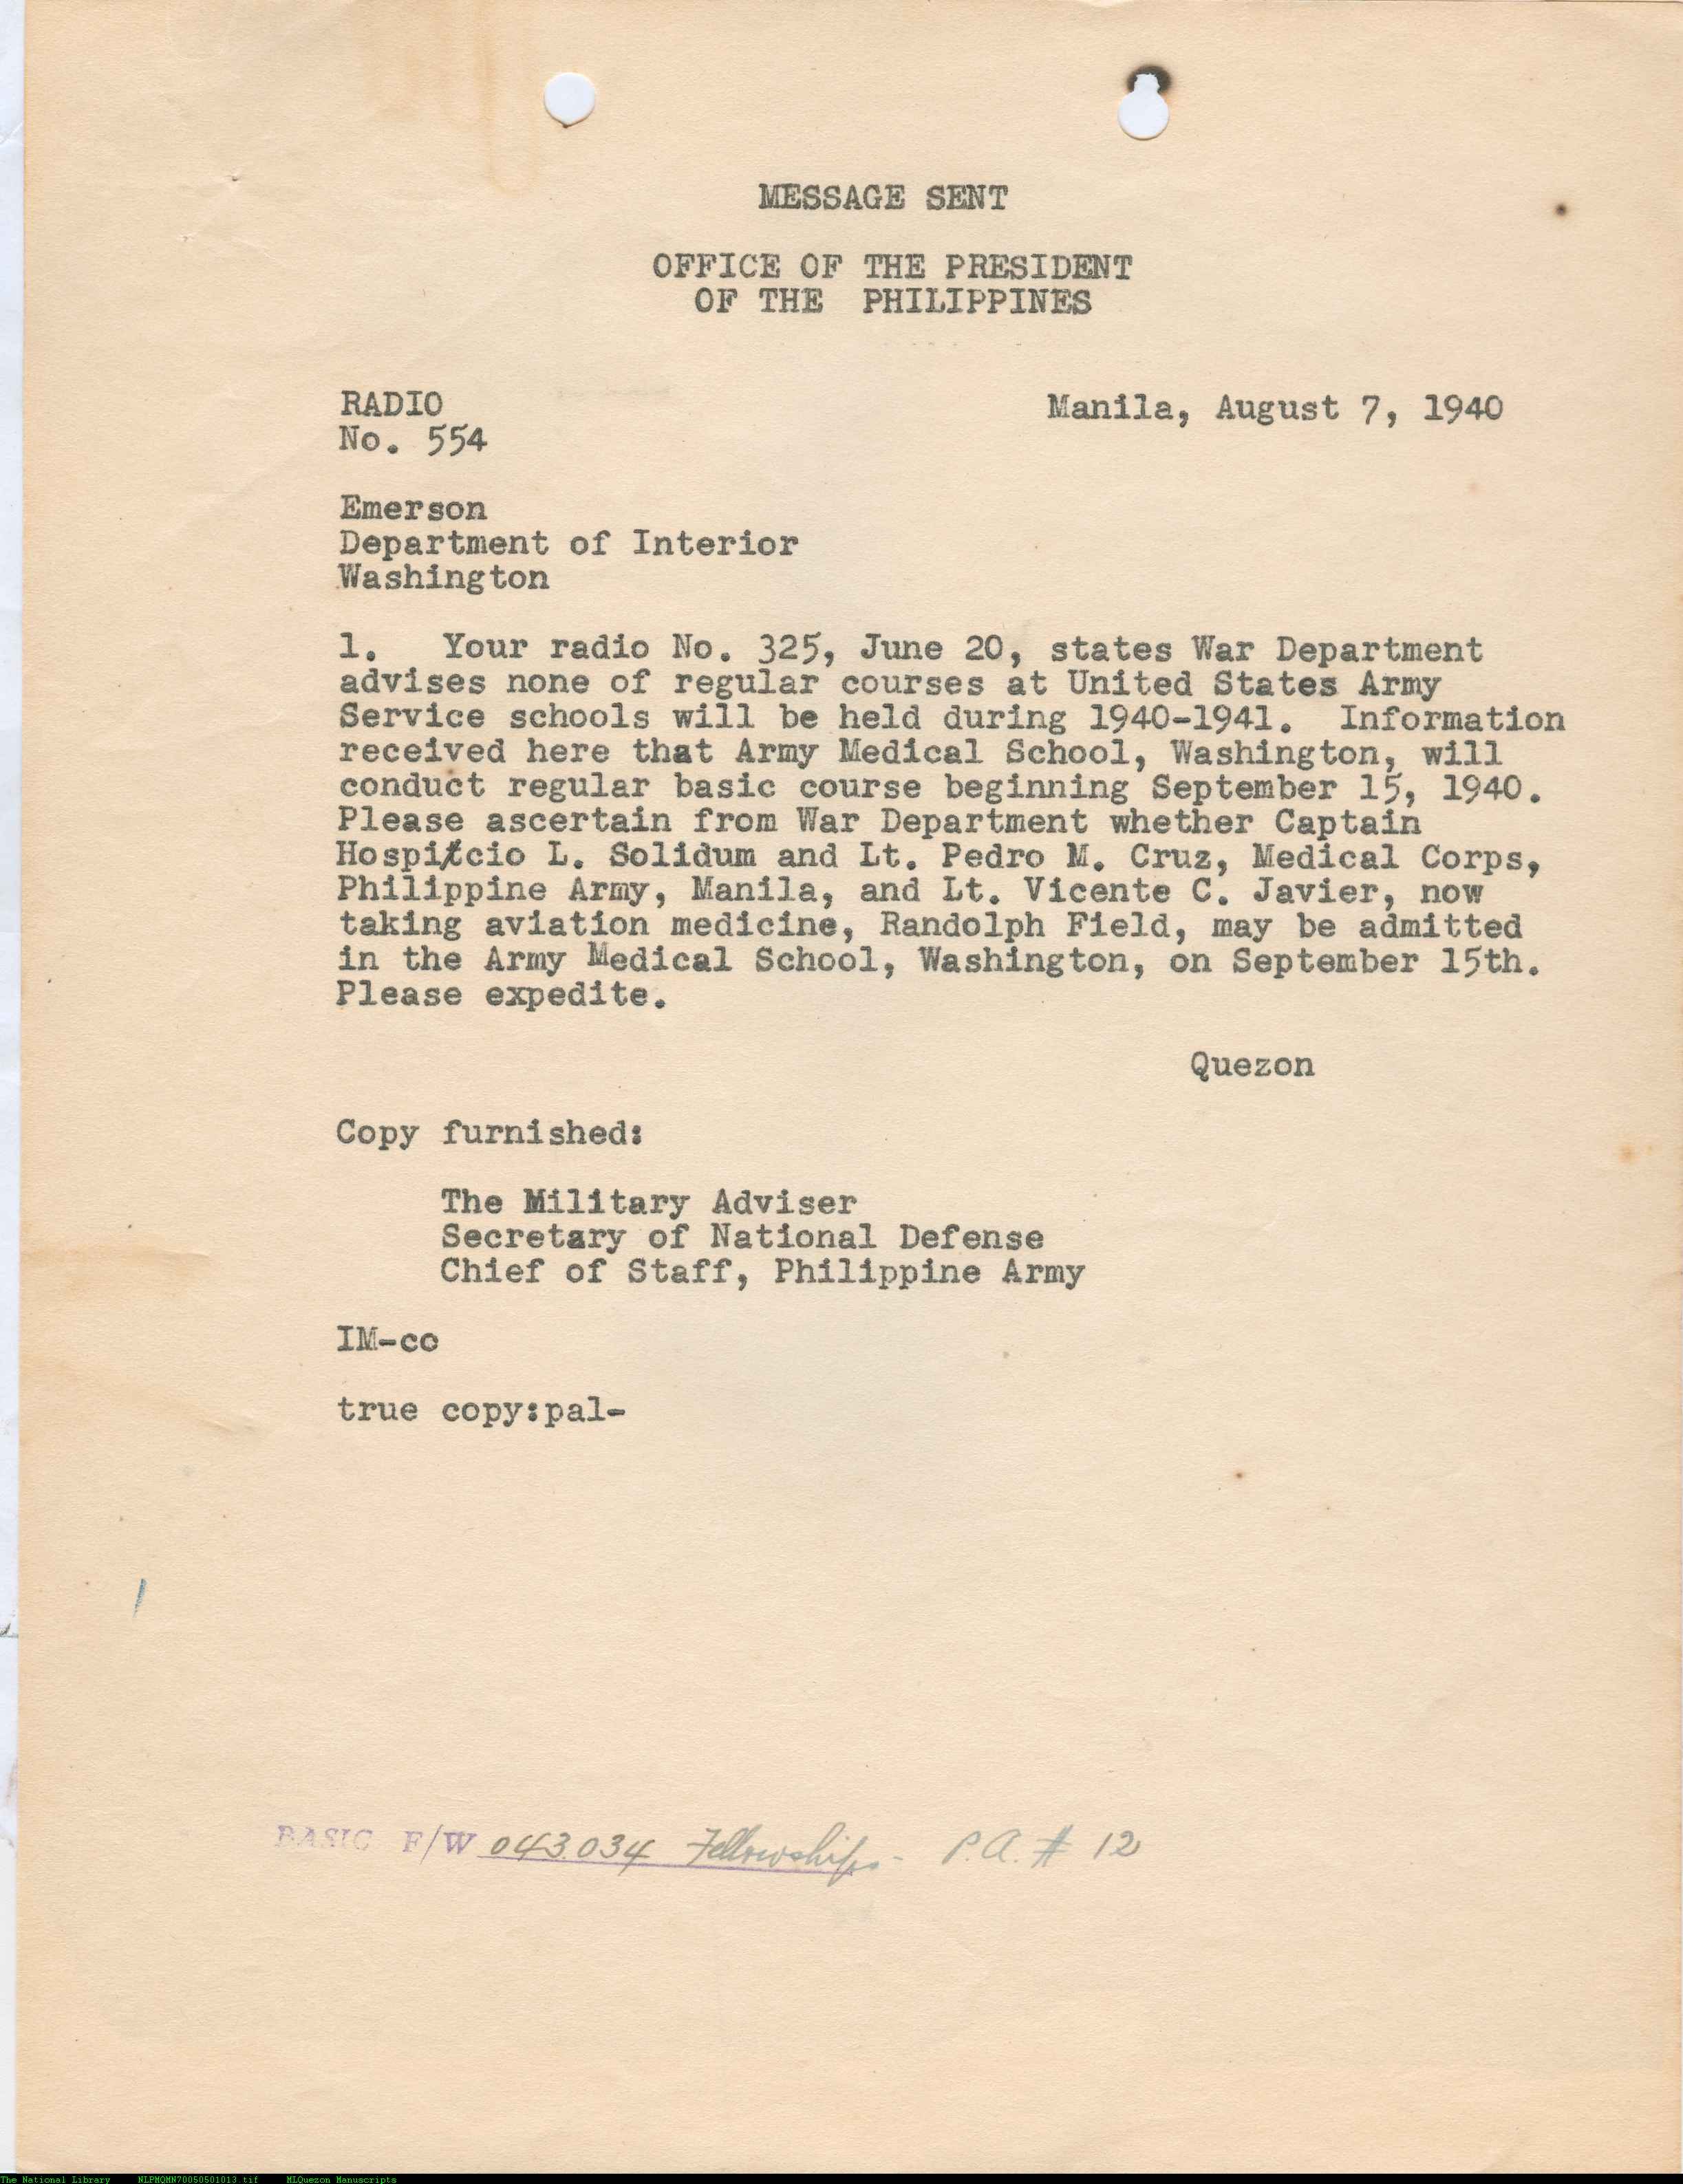 MESSAGE SENT
OFFICE OF THE PRESIDENT
OF THE PHILIPPINES
RADIO
No. 554
Manila, August 7, 1940
Emerson
Department of Interior
Washington
1. Your radio No. 325, June 20, states War Department
advises none of regular courses at United States Army
Service schools will be held during 1940-1941. Information
received here that Army Medical School, Washington, will
conduct regular basic course beginning September 15, 1940.
Please ascertain from War Department whether Captain
Hospicio L. Solidum and Lt. Pedro M. Cruz, Medical Corps,
Philippine Army, Manila, and Lt. Vicente C. Javier, now
taking aviation medicine, Randolph Field, may be admitted
in the Army Medical School, Washington, on September 15th.
Please expedite.
Quezon
Copy furnished:
The Military Adviser
Secretary of National Defense
Chief of Staff, Philippine Army
IM-cc
true copy:pal-
BASIC F/W 043.034 Fellowships - P.A. # 12
The National Library NLPMQMN70050501013.tif MLQuezon Manuscripts